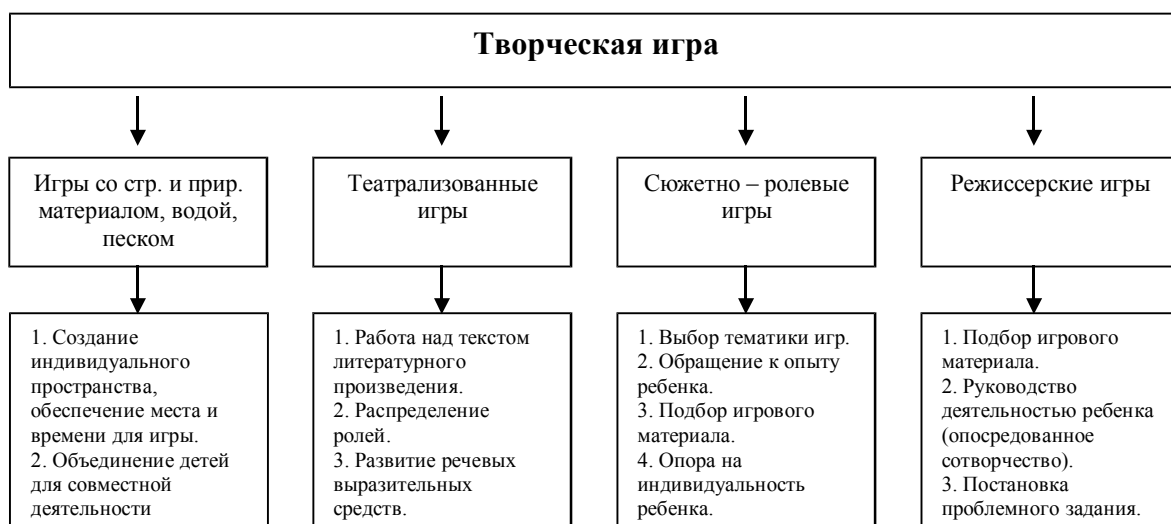 Творческая игра
Игры со стр. и прир.
материалом, водой,
песком
Театрализованные
игры
Сюжетно – ролевые
игры
Режиссерские игры
1. Создание
индивидуального
пространства,
обеспечение места и
времени для игры.
2. Объединение детей
для совместной
деятельности
1. Работа над текстом
литературного
произведения.
2. Распределение
ролей.
3. Развитие речевых
выразительных
средств.
1. Выбор тематики игр.
2. Обращение к опыту
ребенка.
3. Подбор игрового
материала.
4. Опора на
индивидуальность
ребенка.
1. Подбор игрового
материала.
2. Руководство
деятельностью ребенка
(опосредованное
сотворчество).
3. Постановка
проблемного задания.